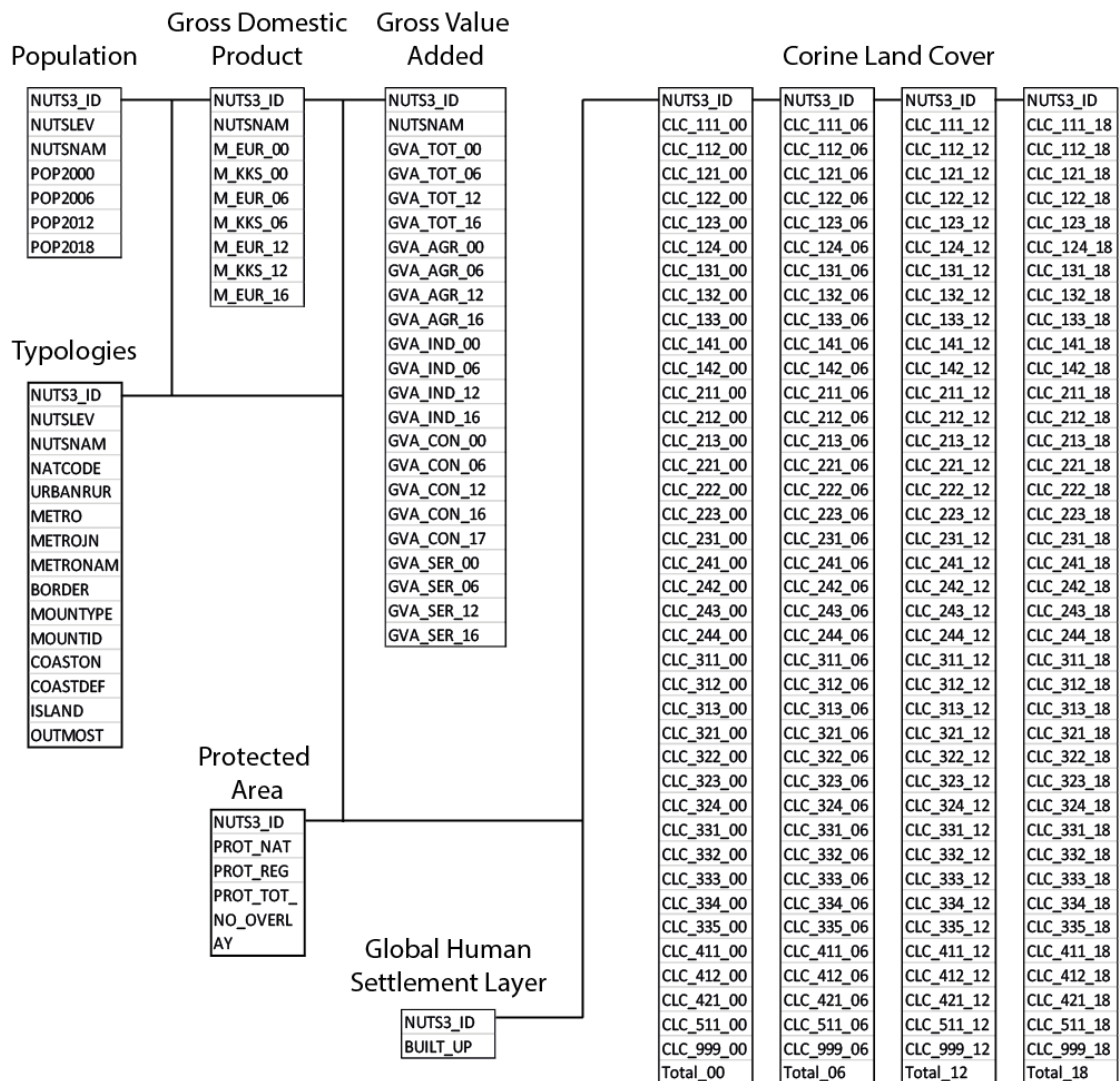 Population
NUTS3_ID
NUTSLEV
NUTSNAM
POP2000
POP2006
POP2012
POP2018
Gross Domestic
Product
NUTS3_ID
NUTSNAM
M_EUR_00
M_KKS_00
M_EUR_06
M_KKS_06
M_EUR_12
M_KKS_12
M_EUR_16
Gross Value
Added
NUTS3_ID
NUTSNAM
GVA_TOT_00
GVA_TOT_06
GVA_TOT_12
GVA_TOT_16
GVA_AGR_00
GVA_AGR_06
GVA_AGR_12
GVA_AGR_16
GVA_IND_00
GVA_IND_06
GVA_IND_12
GVA_IND_16
GVA_CON_00
GVA_CON_06
GVA_CON_12
GVA_CON_16
GVA_CON_17
GVA_SER_00
GVA_SER_06
GVA_SER_12
GVA_SER_16
Typologies
NUTS3_ID
NUTSLEV
NUTSNAM
NATCODE
URBANRUR
METRO
METROJN
METRONAM
BORDER
MOUNTYPE
MOUNTID
COASTON
COASTDEF
ISLAND
OUTMOST
Protected
Area
NUTS3_ID
PROT_NAT
PROT_REG
PROT_TOT_
NO_OVERL
AY
Global Human
Settlement Layer
NUTS3_ID
BUILT_UP
Corine Land Cover
NUTS3_ID NUTS3_ID NUTS3_ID NUTS3_ID
CLC_111_00 CLC_111_06 CLC_111_12 CLC_111_18
CLC_112_00 CLC_112_06 CLC_112_12 CLC_112_18
CLC_121_00 CLC_121_06 CLC_121_12 CLC_121_18
CLC_122_00 CLC_122_06 CLC_122_12 CLC_122_18
CLC_123_00 CLC_123_06 CLC_123_12 CLC_123_18
CLC_124_00 CLC_124_06 CLC_124_12 CLC_124_18
CLC_131_00 CLC_131_06 CLC_131_12 CLC_131_18
CLC_132_00 CLC_132_06 CLC_132_12 CLC_132_18
CLC_133_00 CLC_133_06 CLC_133_12 CLC_133_18
CLC_141_00 CLC_141_06 CLC_141_12 CLC_141_18
CLC_142_00 CLC_142_06 CLC_142_12 CLC_142_18
CLC_211_00 CLC_211_06 CLC_211_12 CLC_211_18
CLC_212_00 CLC_212_06 CLC_212_12 CLC_212_18
CLC_213_00 CLC_213_06 CLC_213_12 CLC_213_18
CLC_221_00 CLC_221_06 CLC_221_12 CLC_221_18
CLC_222_00 CLC_222_06 CLC_222_12 CLC_222_18
CLC_223_00 CLC_223_06 CLC_223_12 CLC_223_18
CLC_231_00 CLC_231_06 CLC_231_12 CLC_231_18
CLC_241_00 CLC_241_06 CLC_241_12 CLC_241_18
CLC_242_00 CLC_242_06 CLC_242_12 CLC_242_18
CLC_243_00 CLC_243_06 CLC_243_12 CLC_243_18
CLC_244_00 CLC_244_06 CLC_244_12 CLC_244_18
CLC_311_00 CLC_311_06 CLC_311_12 CLC_311_18
CLC_312_00 CLC_312_06 CLC_312_12 CLC_312_18
CLC_313_00 CLC_313_06 CLC_313_12 CLC_313_18
CLC_321_00 CLC_321_06 CLC_321_12 CLC_321_18
CLC_322_00 CLC_322_06 CLC_322_12 CLC_322_18
CLC_323_00 CLC_323_06 CLC_323_12 CLC_323_18
CLC_324_00 CLC_324_06 CLC_324_12 CLC_324_18
CLC_331_00 CLC_331_06 CLC_331_12 CLC_331_18
CLC_332_00 CLC_332_06 CLC_332_12 CLC_332_18
CLC_333_00 CLC_333_06 CLC_333_12 CLC_333_18
CLC_334_00 CLC_334_06 CLC_334_12 CLC_334_18
CLC_335_00 CLC_335_06 CLC_335_12 CLC_335_18
CLC_411_00 CLC_411_06 CLC_411_12 CLC_411_18
CLC_412_00 CLC_412_06 CLC_412_12 CLC_412_18
CLC_421_00 CLC_421_06 CLC_421_12 CLC_421_18
CLC_511_00 CLC_511_06 CLC_511_12 CLC_511_18
CLC_999_00 CLC_999_06 CLC_999_12 CLC_999_18
Total_00 Total_06 Total_12 Total_18